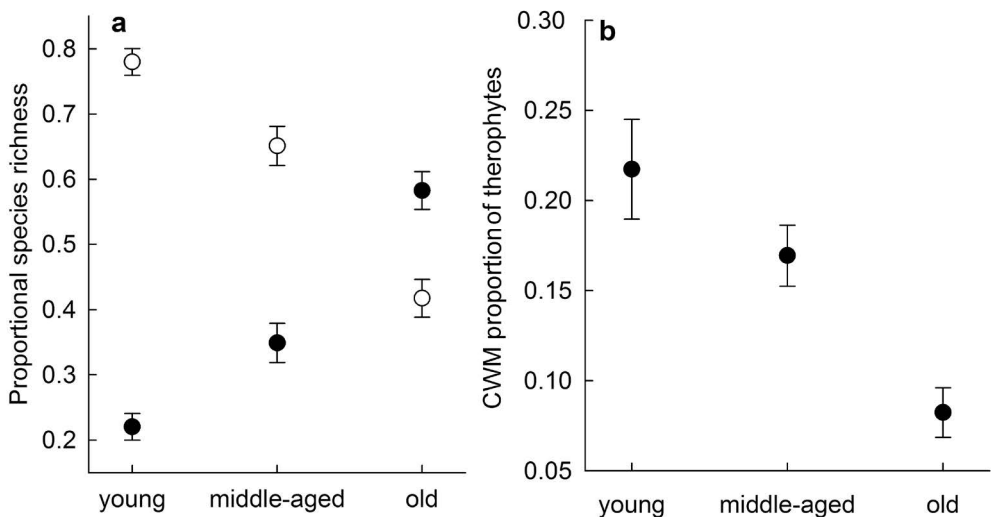 a
Proportional species richness
0.8
0.7
0.6
0.5
0.4
0.3
0.2
young middle-aged old
b
CWM proportion of therophytes
0.30
0.25
0.20
0.15
0.10
0.05
young middle-aged old